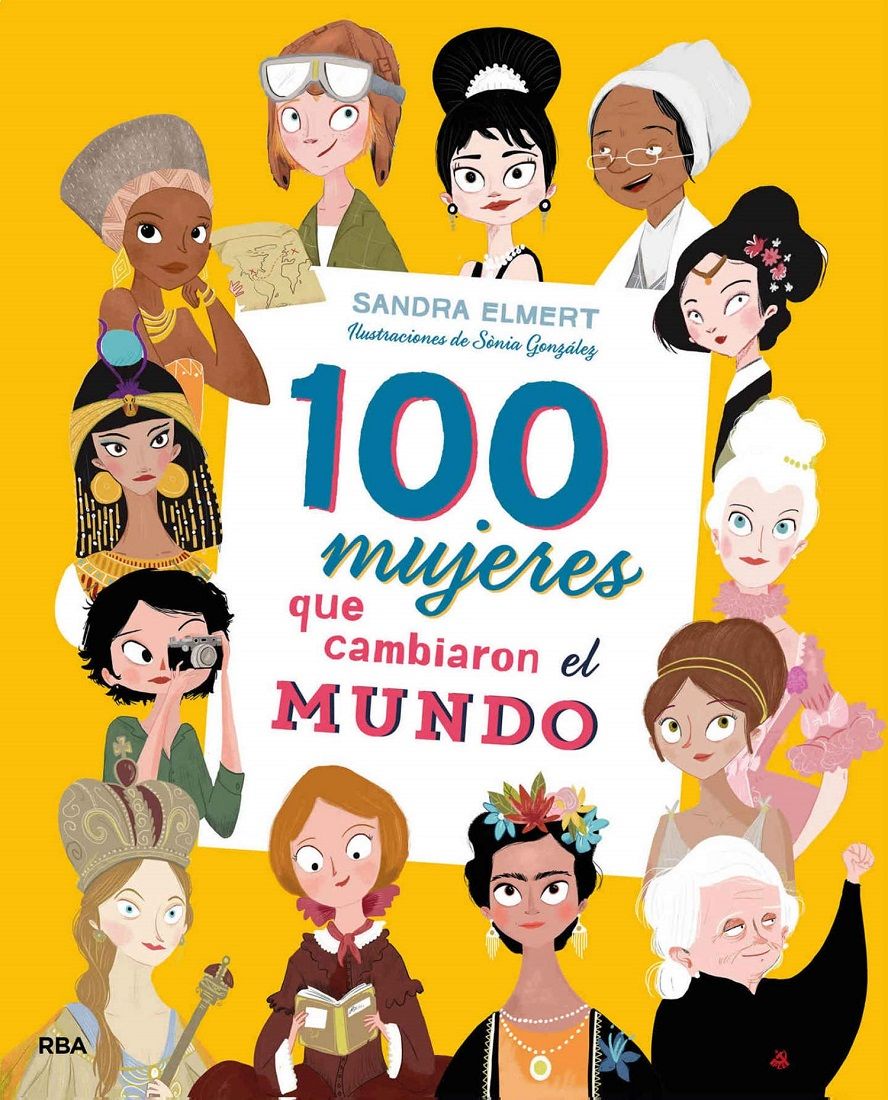 SANDRA ELMERT
Ilustraciones de Sònia González
100
mujeres
que
cambiaron el
MUNDO
RBA